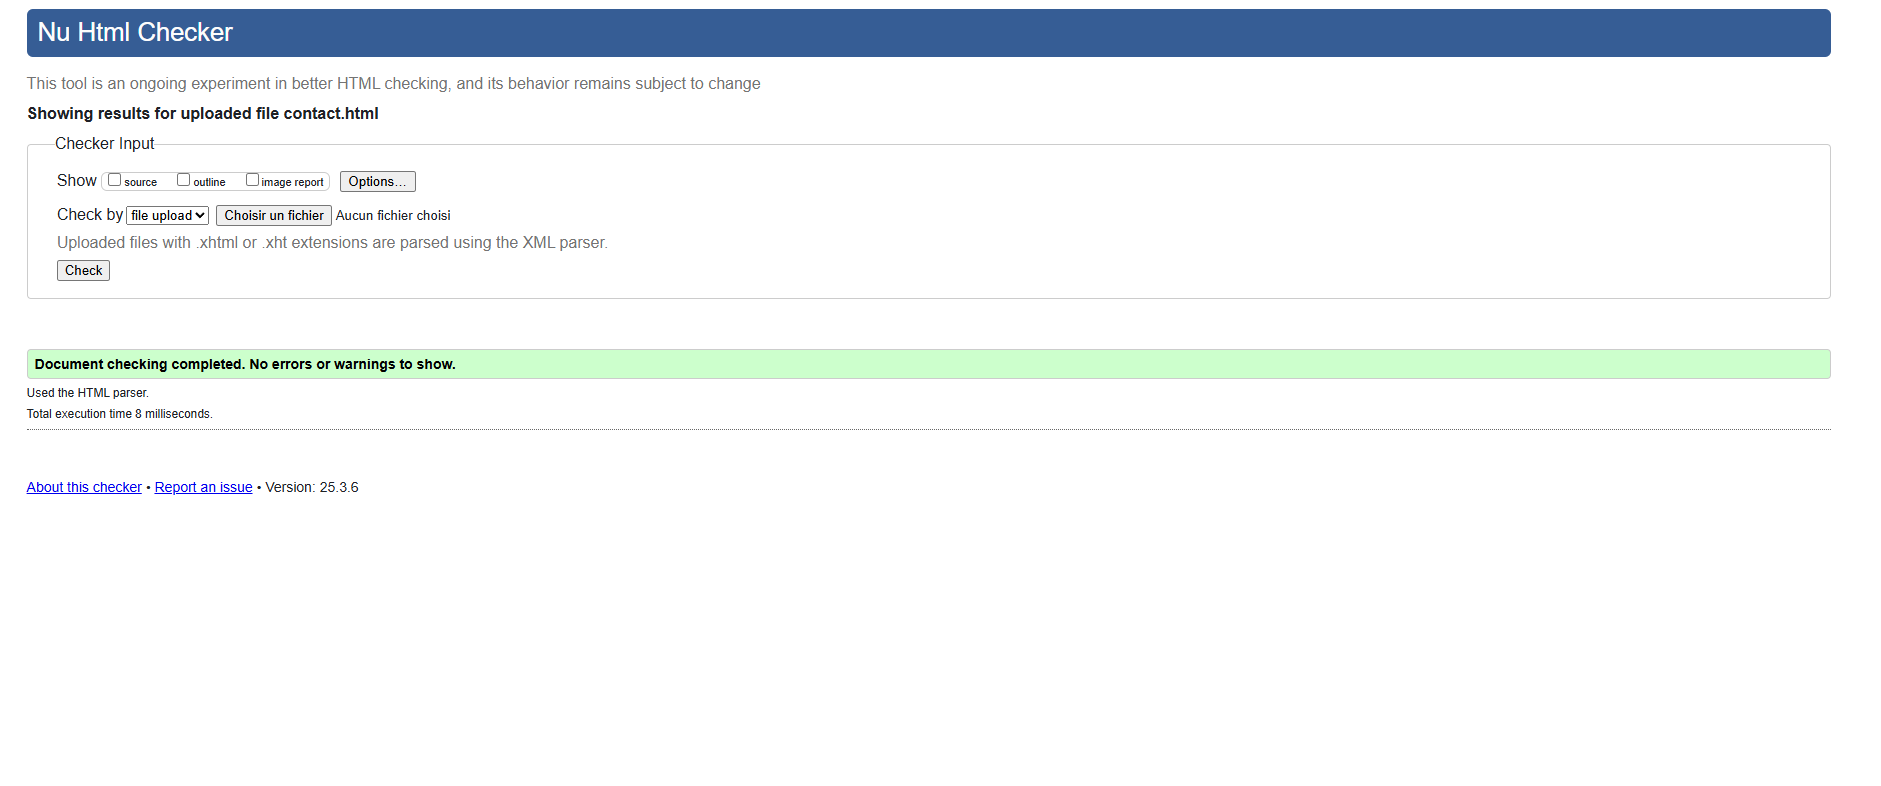 Nu Html Checker
This tool is an ongoing experiment in better HTML checking, and its behavior remains subject to change
Showing results for uploaded file contact.html
Checker Input
Show source outline image report Options...
Check by file upload Choisir un fichier Aucun fichier choisi
Uploaded files with .xhtml or .xht extensions are parsed using the XML parser.
Check
Document checking completed. No errors or warnings to show.
Used the HTML parser.
Total execution time 8 milliseconds.
About this checker • Report an issue • Version: 25.3.6